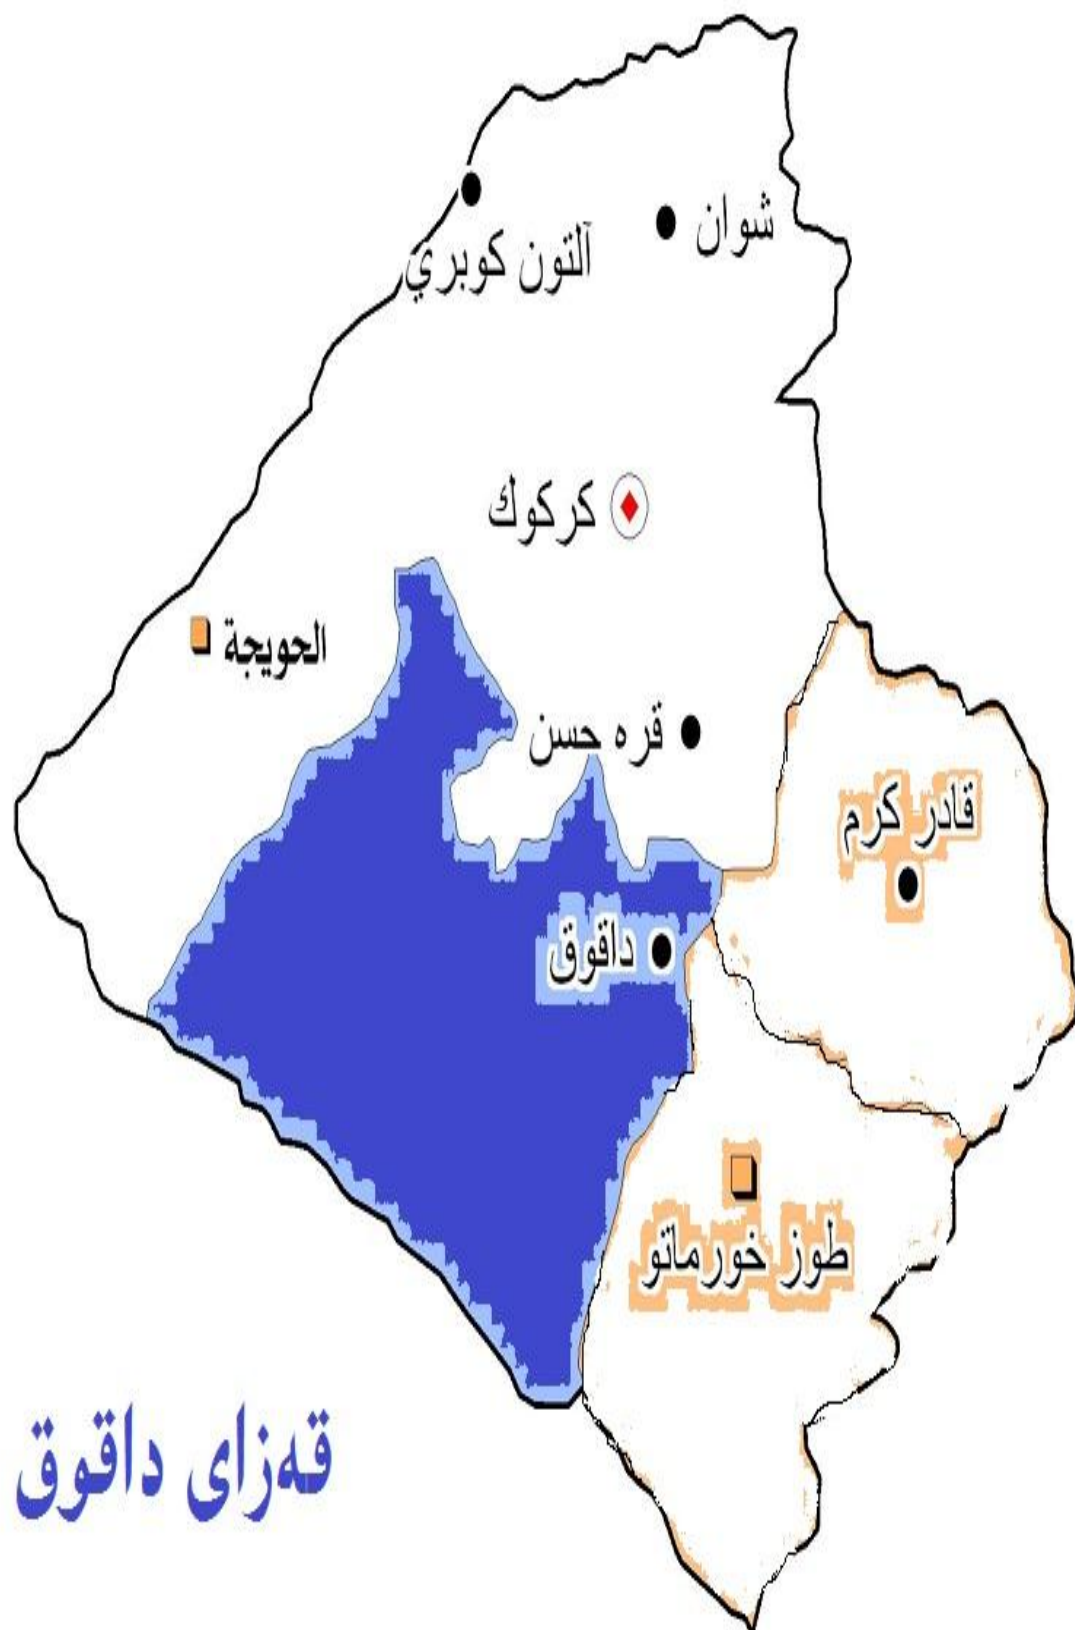 شوان
آلتون كوبري
كركوك
الحويجة
قره حسن
قادر كرم
داقوق
طوز خورماتو
قەزای داقوق